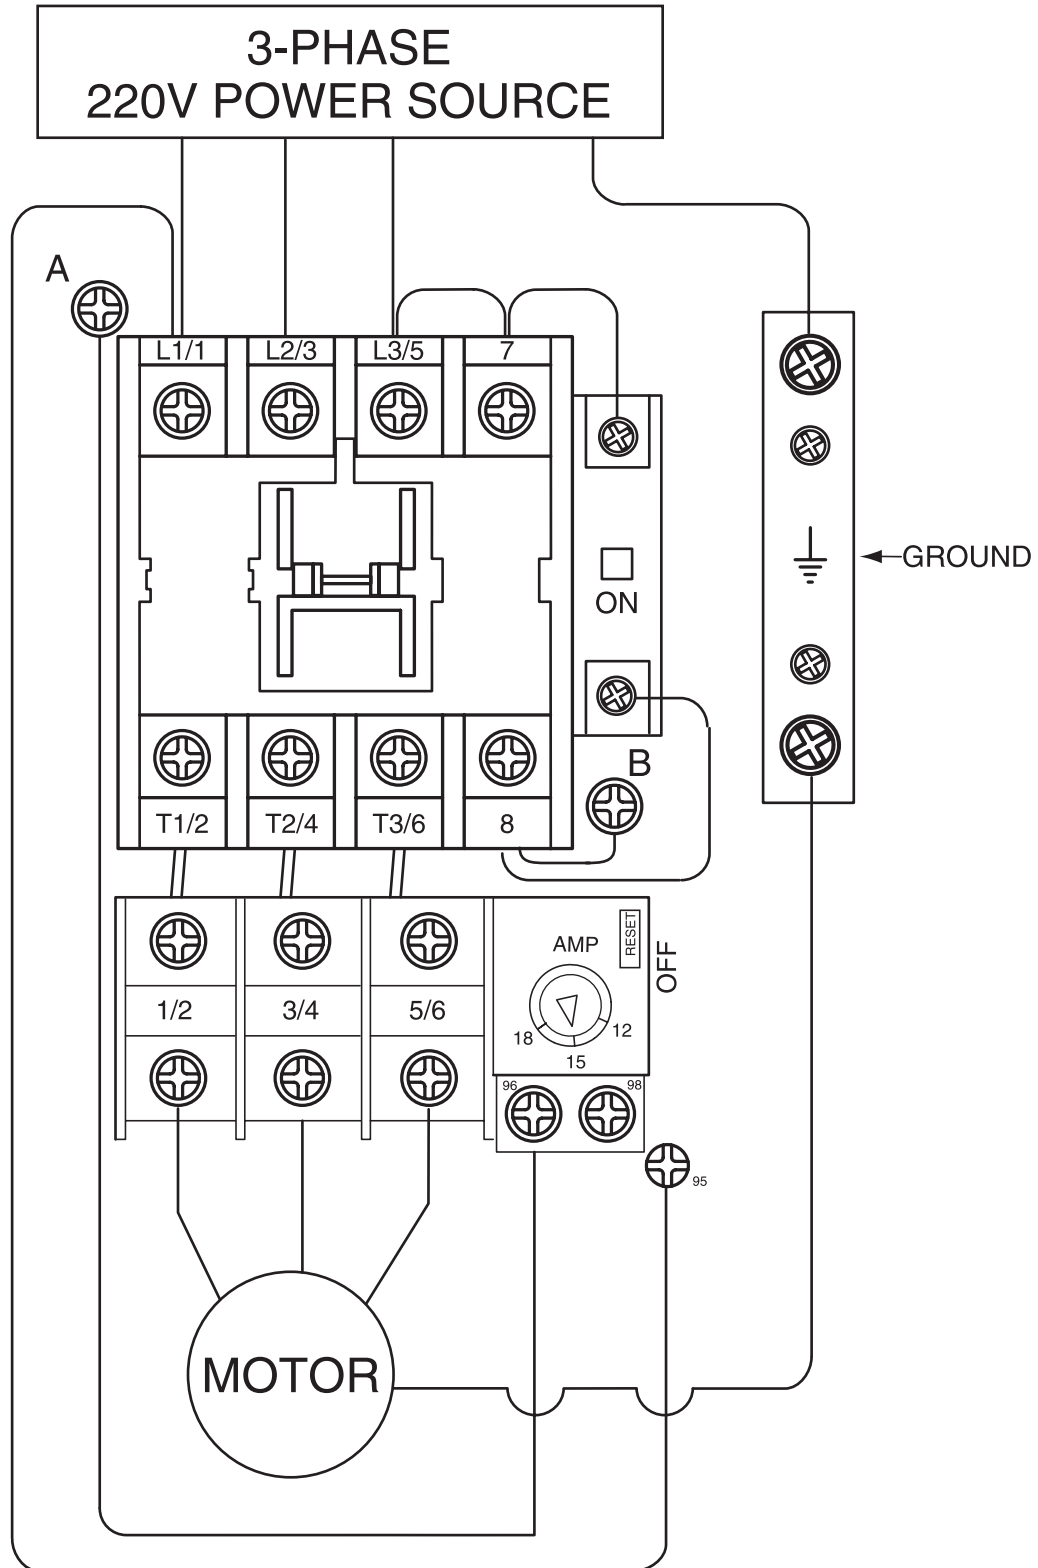 3-PHASE
220V POWER SOURCE
A
L1/1
L2/3
L3/5
7
GROUND
ON
B
T1/2
T2/4
T3/6
8
RESET
AMP
OFF
1/2
3/4
5/6
18
12
15
96
98
95
MOTOR